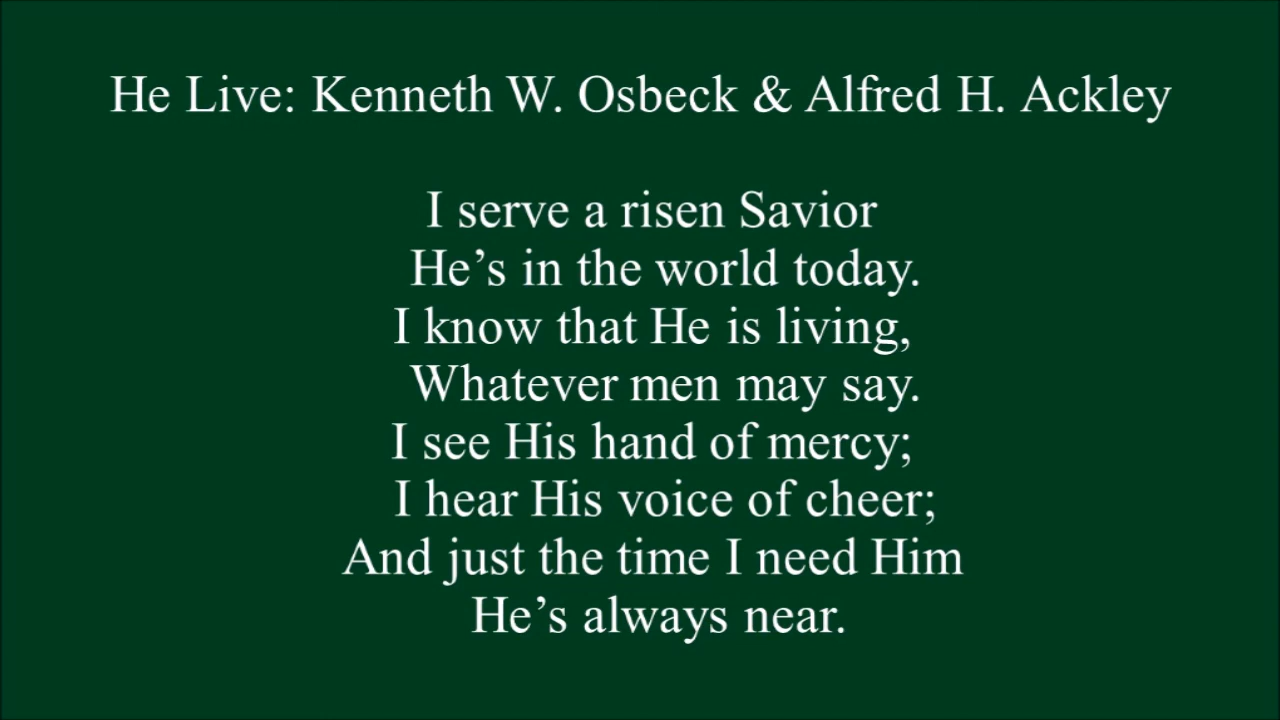 He Live: Kenneth W. Osbeck & Alfred H. Ackley
I serve a risen Savior
He’s in the world today.
I know that He is living,
Whatever men may say.
I see His hand of mercy;
I hear His voice of cheer;
And just the time I need Him
He’s always near.